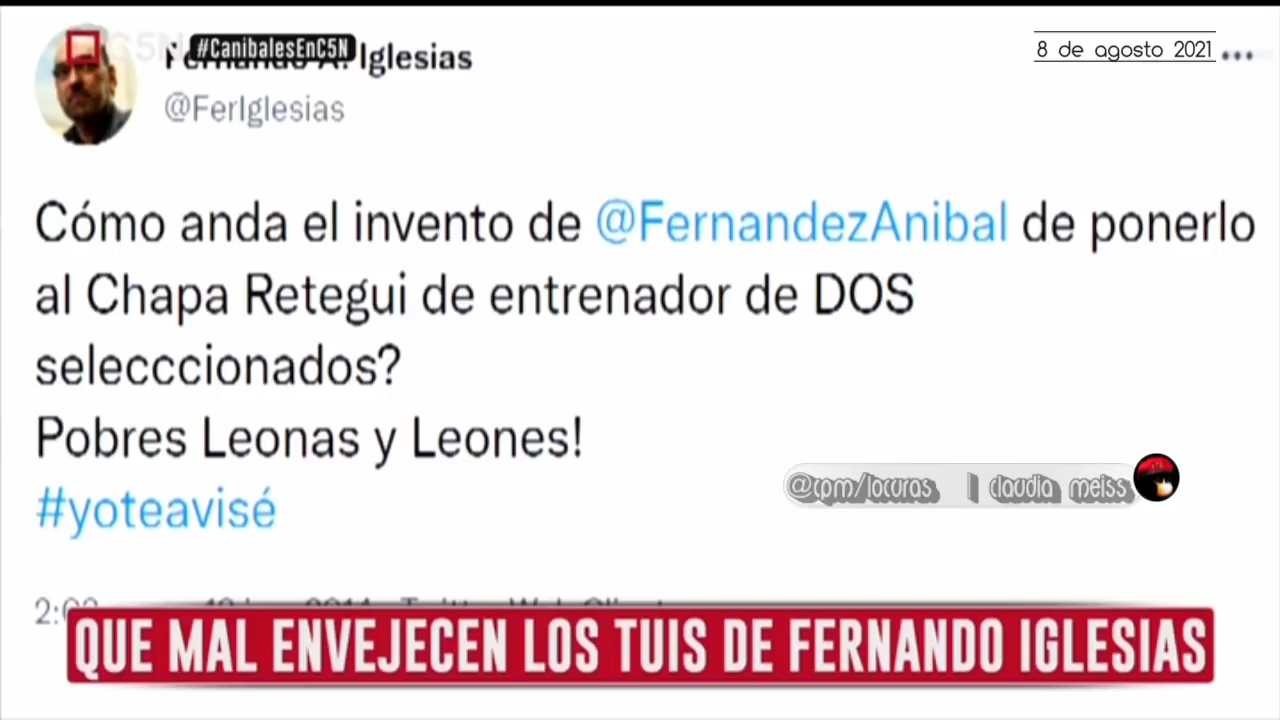 C5N
#CanibalesEnC5N
Iglesias
8 de agosto 2021
@FerIglesias
Cómo anda el invento de @FernandezAnibal de ponerlo
al Chapa Retegui de entrenador de DOS
selecccionados?
Pobres Leonas y Leones!
#yoteavisé
@cpm/locuras | claudia meiss
QUE MAL ENVEJECEN LOS TUIS DE FERNANDO IGLESIAS